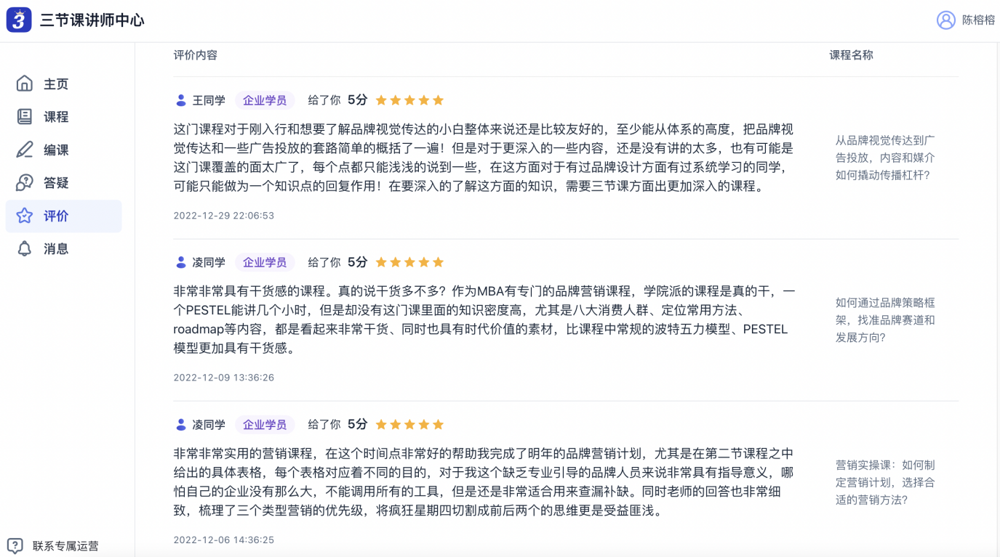 三节课讲师中心
陈榕榕
主页
课程
编课
答疑
评价
消息
联系专属运营
评价内容
课程名称
王同学 企业学员 给了你 5分
这门课程对于刚入行和想要了解品牌视觉传达的小白整体来说还是比较友好的，至少能从体系的高度，把品牌视
觉传达和一些广告投放的套路简单的概括了一遍！但是对于更深入的一些内容，还是没有讲的太多，也有可能是
这门课覆盖的面太广了，每个点都只能浅浅的说到一些，在这方面对于有过品牌设计方面有过系统学习的同学，
可能只能做为一个知识点的回复作用！在要深入的了解这方面的知识，需要三节课方面出更加深入的课程。
2022-12-29 22:06:53
从品牌视觉传达到广
告投放，内容和媒介
如何撬动传播杠杆？
凌同学 企业学员 给了你 5分
非常非常具有干货感的课程。真的说干货多不多？作为MBA有专门的品牌营销课程，学院派的课程是真的干，一
个PESTEL能讲几个小时，但是却没有这门课里面的知识密度高，尤其是八大消费人群、定位常用方法、
roadmap等内容，都是看起来非常干货、同时也具有时代价值的素材，比课程中常规的波特五力模型、PESTEL
模型更加具有干货感。
2022-12-09 13:36:26
如何通过品牌策略框
架，找准品牌赛道和
发展方向？
凌同学 企业学员 给了你 5分
非常非常实用的营销课程，在这个时间点非常好的帮助我完成了明年的品牌营销计划，尤其是在第二节课程之中
给出的具体表格，每个表格对应着不同的目的，对于我这个缺乏专业引导的品牌人员来说非常具有指导意义，哪
怕自己的企业没有那么大，不能调用所有的工具，但是还是非常适合用来查漏补缺。同时老师的回答也非常细
致，梳理了三个类型营销的优先级，将疯狂星期四切割成前后两个的思维更是受益匪浅。
2022-12-06 14:36:25
营销实操课：如何制
定营销计划，选择合
适的营销方法？